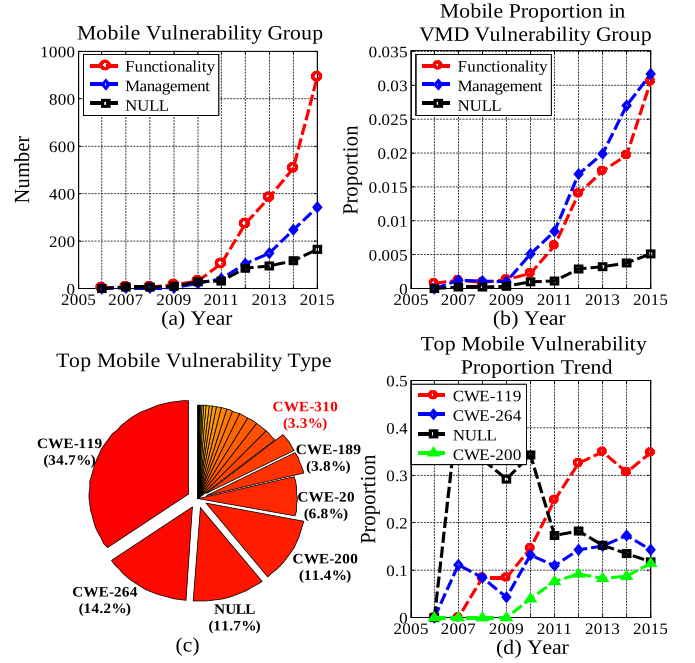 Mobile Vulnerability Group
1000
800
600
400
200
0
Number
Functionality
Management
NULL
2005 2007 2009 2011 2013 2015
(a) Year
Mobile Proportion in
VMD Vulnerability Group
0.035
0.03
0.025
0.02
0.015
0.01
0.005
0
Proportion
Functionality
Management
NULL
2005 2007 2009 2011 2013 2015
(b) Year
Top Mobile Vulnerability Type
CWE-310
(3.3%)
CWE-189
(3.8%)
CWE-20
(6.8%)
CWE-200
(11.4%)
NULL
(11.7%)
CWE-264
(14.2%)
CWE-119
(34.7%)
(c)
Top Mobile Vulnerability
Proportion Trend
0.5
0.4
0.3
0.2
0.1
0
Proportion
CWE-119
CWE-264
NULL
CWE-200
2005 2007 2009 2011 2013 2015
(d) Year